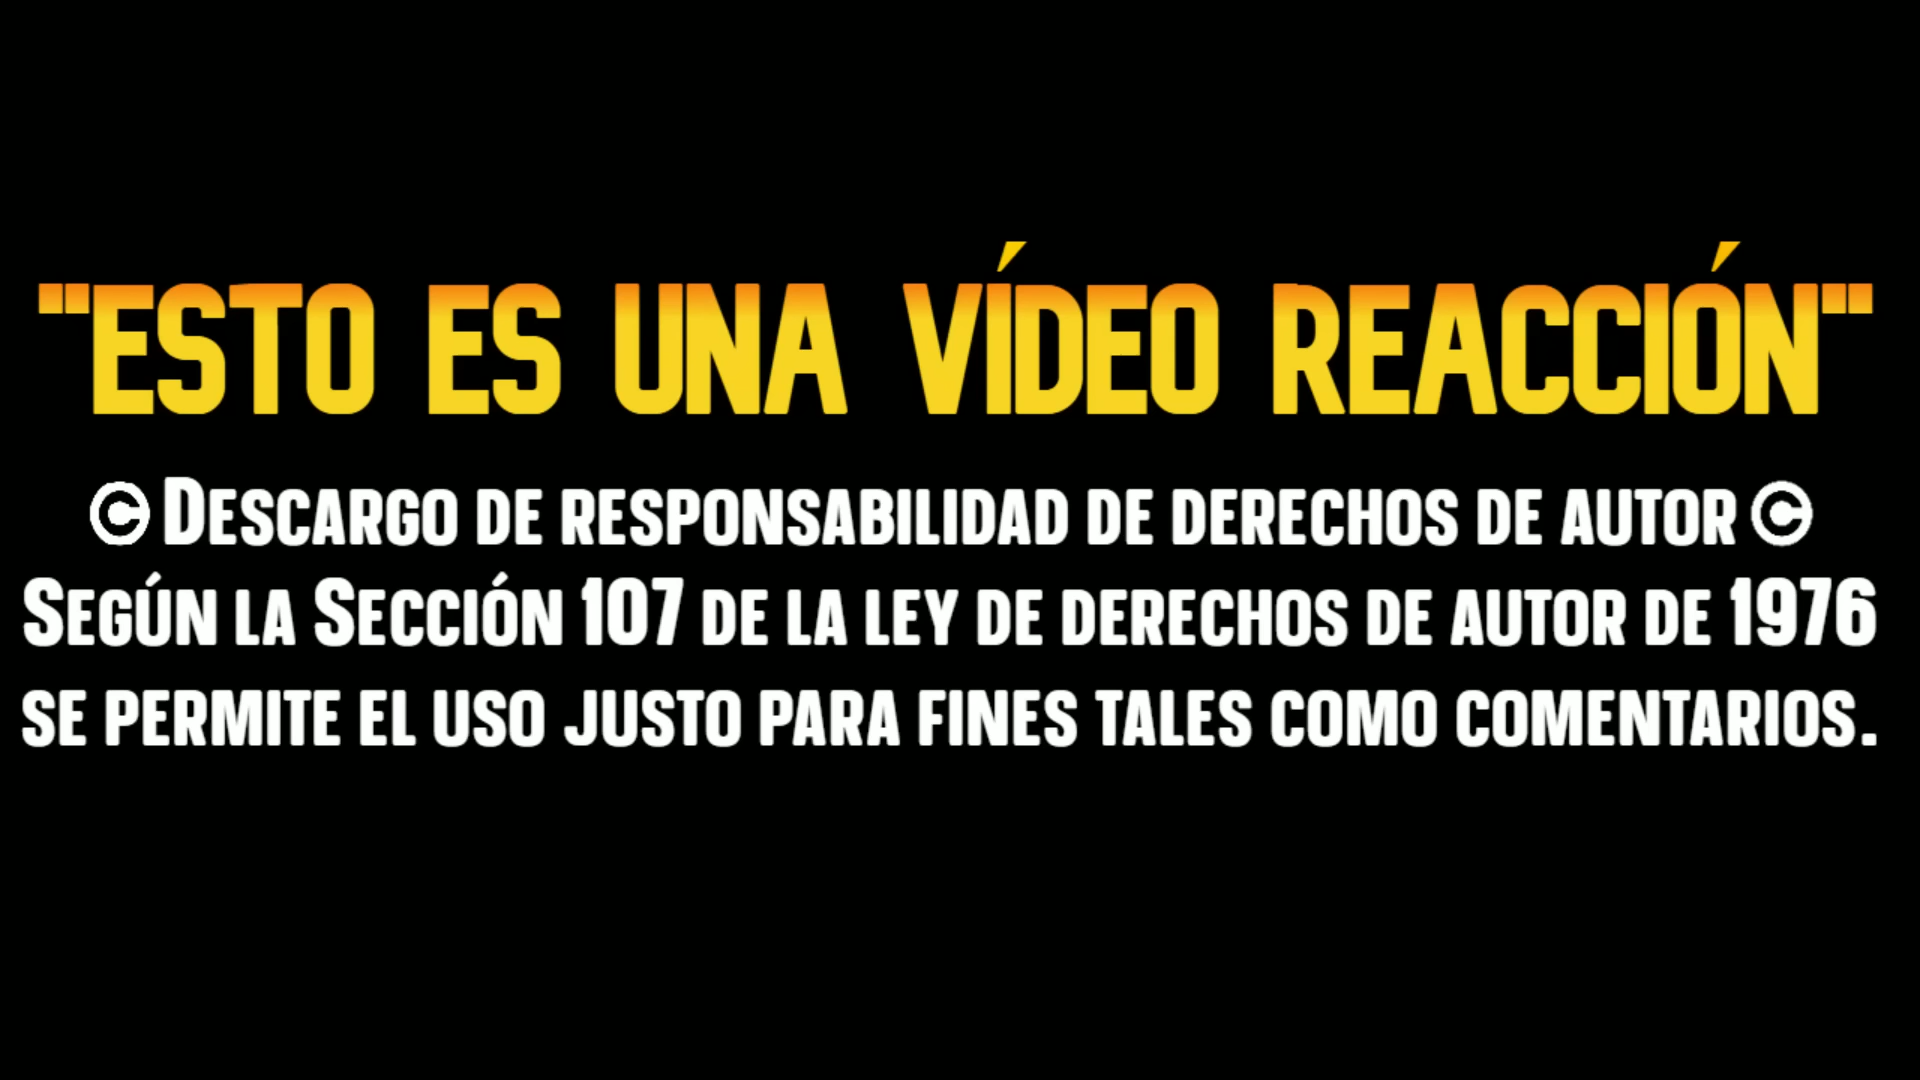 "ESTO ES UNA VÍDEO REACCIÓN"
© DESCARGO DE RESPONSABILIDAD DE DERECHOS DE AUTOR ©
SEGÚN LA SECCIÓN 107 DE LA LEY DE DERECHOS DE AUTOR DE 1976
SE PERMITE EL USO JUSTO PARA FINES TALES COMO COMENTARIOS.